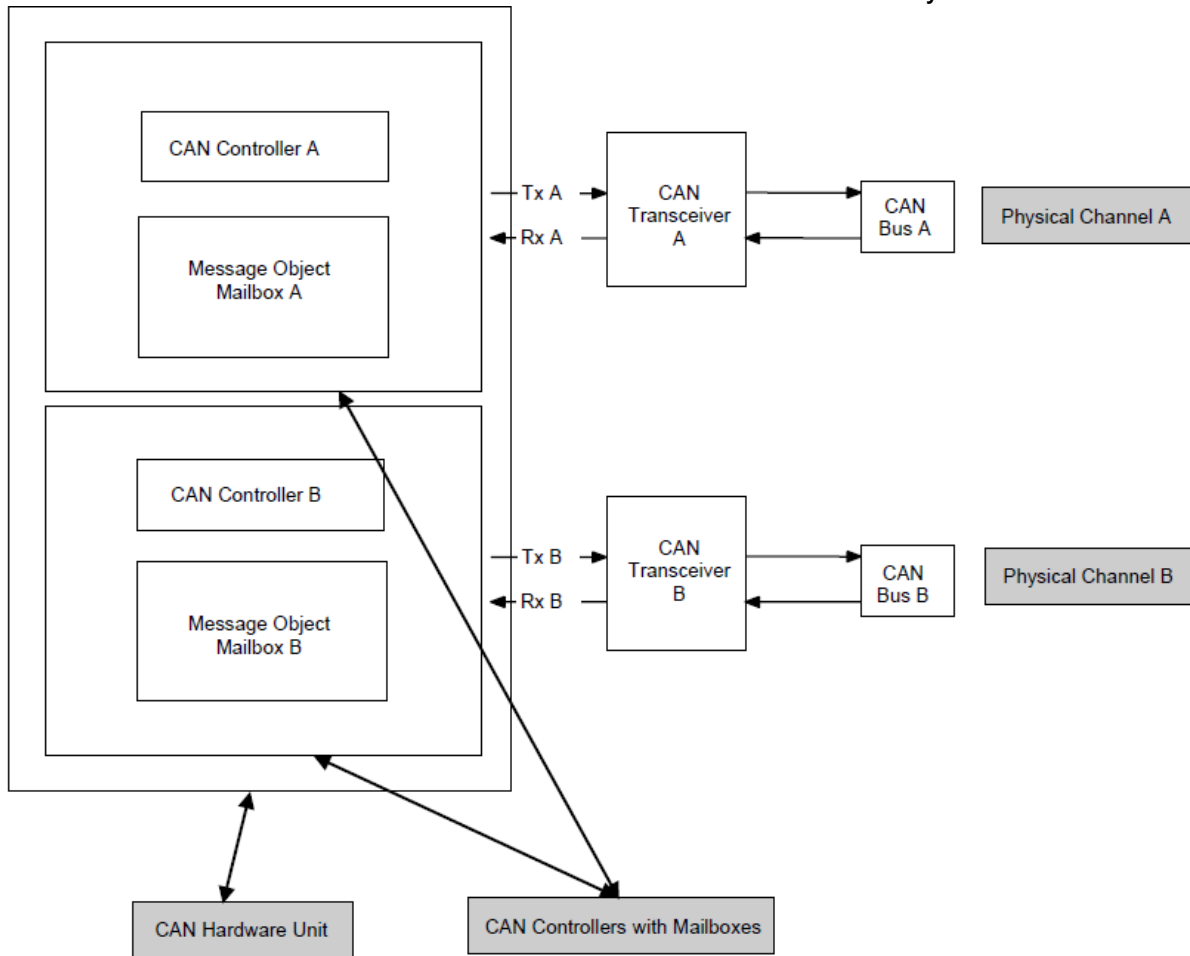 CAN Controller A
Message Object
Mailbox A
Tx A
Rx A
CAN
Transceiver
A
CAN
Bus A
Physical Channel A
CAN Controller B
Message Object
Mailbox B
Tx B
Rx B
CAN
Transceiver
B
CAN
Bus B
Physical Channel B
CAN Hardware Unit
CAN Controllers with Mailboxes